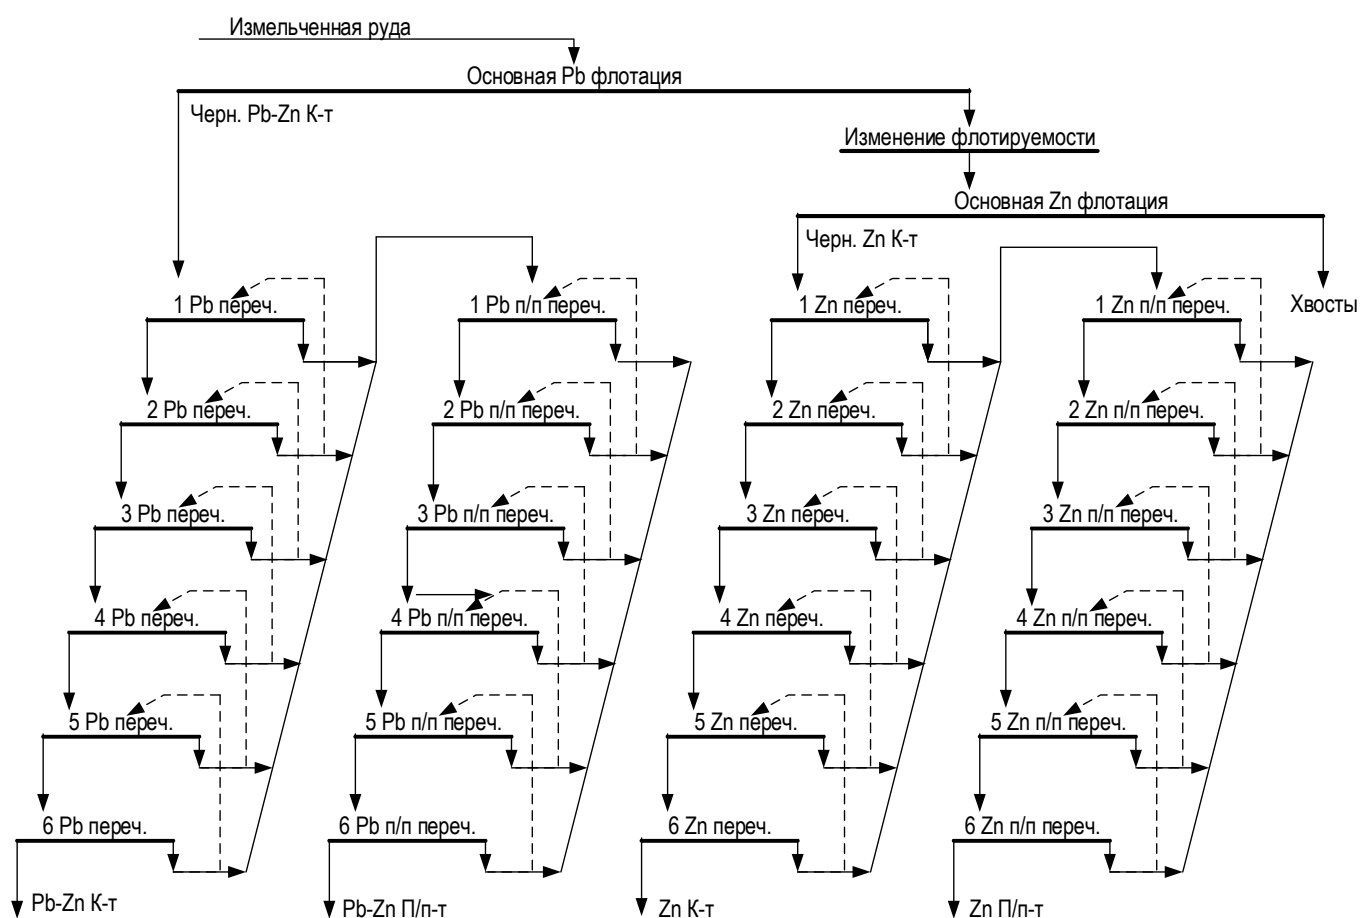 Измельченная руда
Основная Pb флотация
Черн. Pb-Zn К-т
Изменение флотируемости
Основная Zn флотация
Черн. Zn К-т
Хвосты
1 Pb переч.
1 Pb п/п переч.
1 Zn переч.
1 Zn п/п переч.
2 Pb переч.
2 Pb п/п переч.
2 Zn переч.
2 Zn п/п переч.
3 Pb переч.
3 Pb п/п переч.
3 Zn переч.
3 Zn п/п переч.
4 Pb переч.
4 Pb п/п переч.
4 Zn переч.
4 Zn п/п переч.
5 Pb переч.
5 Pb п/п переч.
5 Zn переч.
5 Zn п/п переч.
6 Pb переч.
6 Pb п/п переч.
6 Zn переч.
6 Zn п/п переч.
Pb-Zn К-т
Pb-Zn П/п-т
Zn К-т
Zn П/п-т